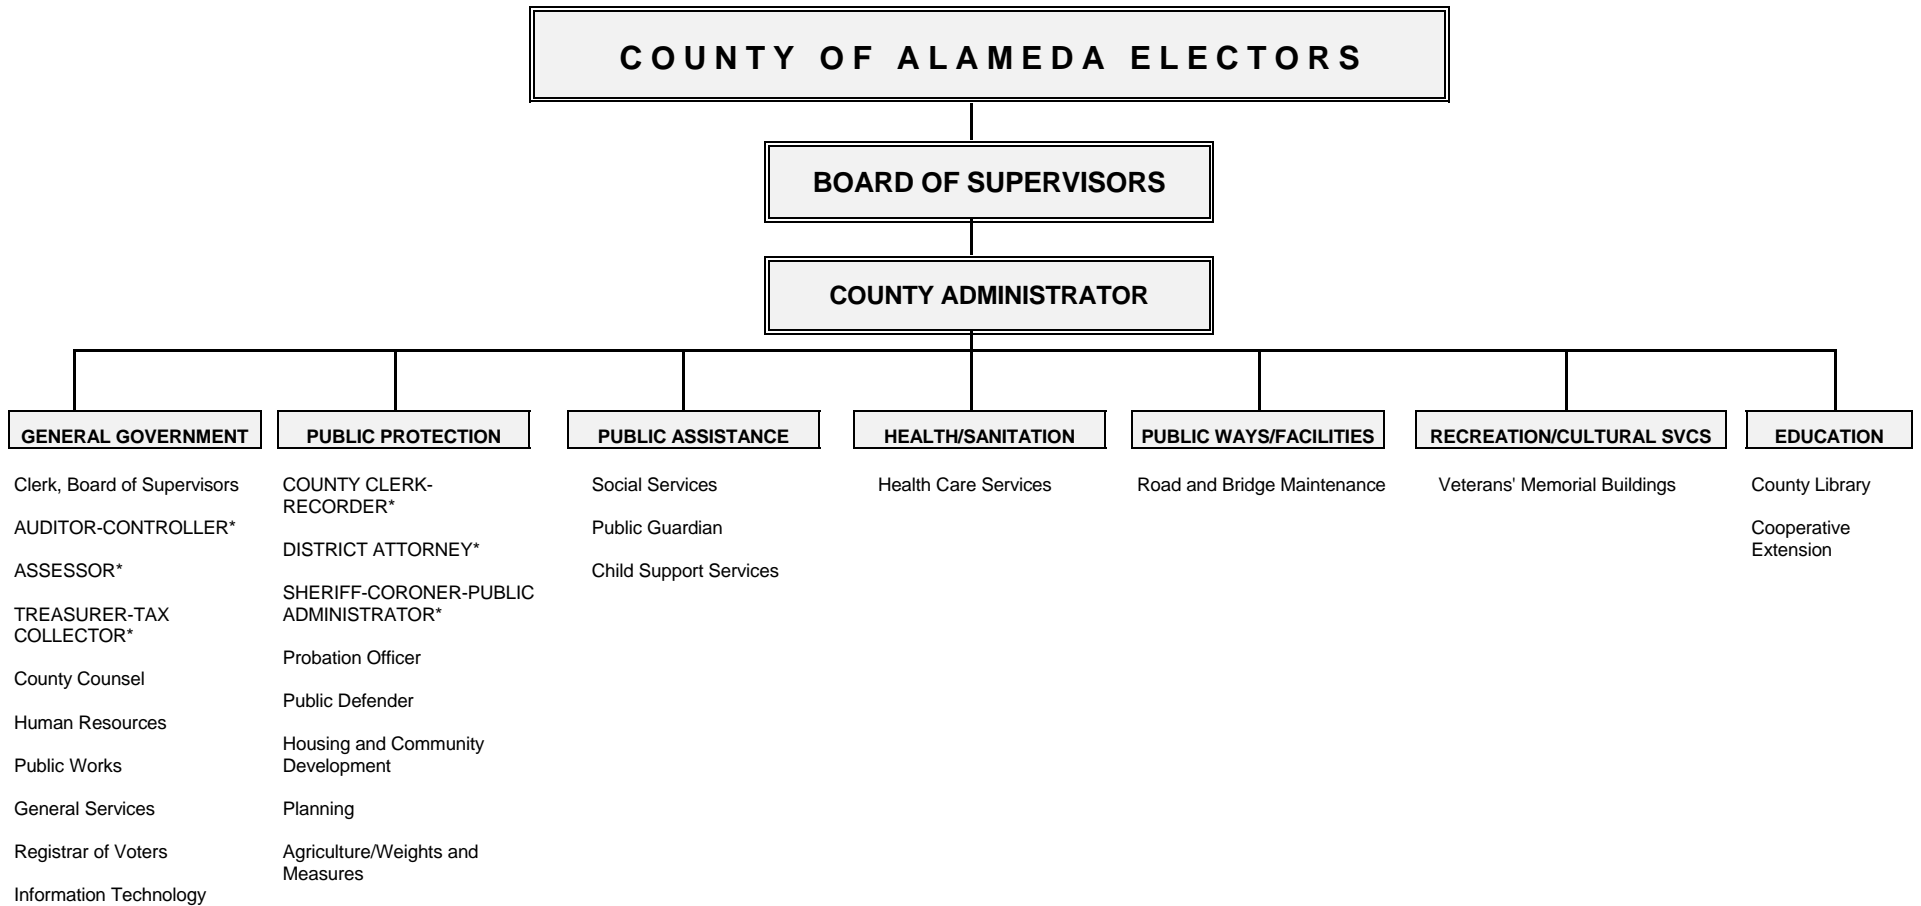 COUNTY OF ALAMEDA ELECTORS
BOARD OF SUPERVISORS
COUNTY ADMINISTRATOR
GENERAL GOVERNMENT
Clerk, Board of Supervisors
AUDITOR-CONTROLLER*
ASSESSOR*
TREASURER-TAX
COLLECTOR*
County Counsel
Human Resources
Public Works
General Services
Registrar of Voters
Information Technology
PUBLIC PROTECTION
COUNTY CLERK-
RECORDER*
DISTRICT ATTORNEY*
SHERIFF-CORONER-PUBLIC
ADMINISTRATOR*
Probation Officer
Public Defender
Housing and Community
Development
Planning
Agriculture/Weights and
Measures
PUBLIC ASSISTANCE
Social Services
Public Guardian
Child Support Services
HEALTH/SANITATION
Health Care Services
PUBLIC WAYS/FACILITIES
Road and Bridge Maintenance
RECREATION/CULTURAL SVCS
Veterans' Memorial Buildings
EDUCATION
County Library
Cooperative
Extension